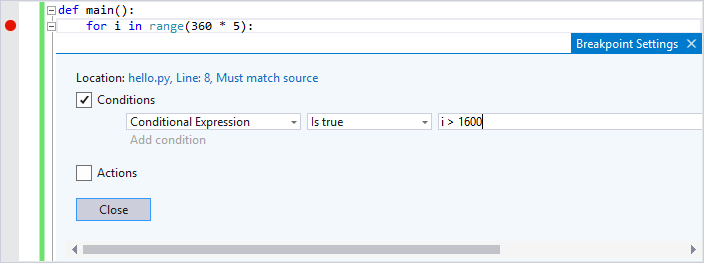 def main():
for i in range(360 * 5):
Breakpoint Settings
Location: hello.py, Line: 8, Must match source
Conditions
Conditional Expression Is true i > 1600
Add condition
Actions
Close